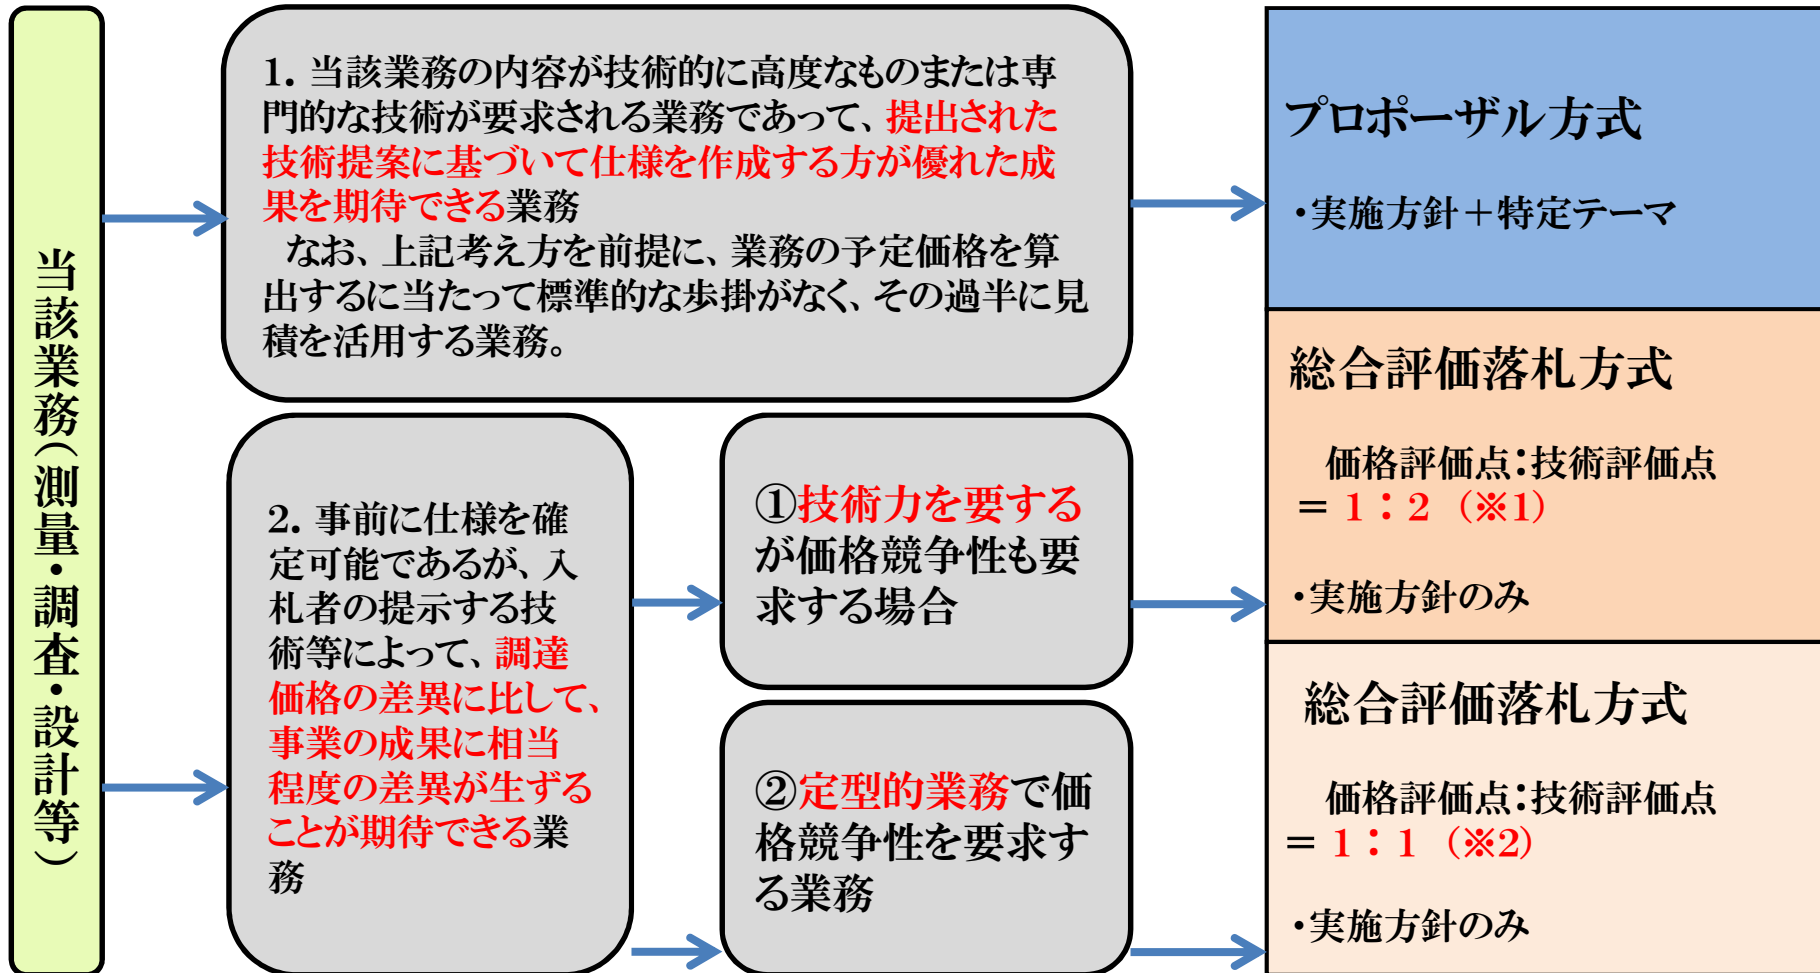 当該業務（測量・調査・設計等）
1．当該業務の内容が技術的に高度なものまたは専
門的な技術が要求される業務であって、提出された
技術提案に基づいて仕様を作成する方が優れた成
果を期待できる業務
なお、上記考え方を前提に、業務の予定価格を算
出するに当たって標準的な歩掛がなく、その過半に見
積を活用する業務。
プロポーザル方式
・実施方針＋特定テーマ
2．事前に仕様を確
定可能であるが、入
札者の提示する技
術等によって、調達
価格の差異に比して、
事業の成果に相当
程度の差異が生ずる
ことが期待できる業
務
①技術力を要する
が価格競争性も要
求する場合
総合評価落札方式
価格評価点：技術評価点
＝ 1：2（※1）
・実施方針のみ
②定型的業務で価
格競争性を要求す
る業務
総合評価落札方式
価格評価点：技術評価点
＝ 1：1（※2）
・実施方針のみ